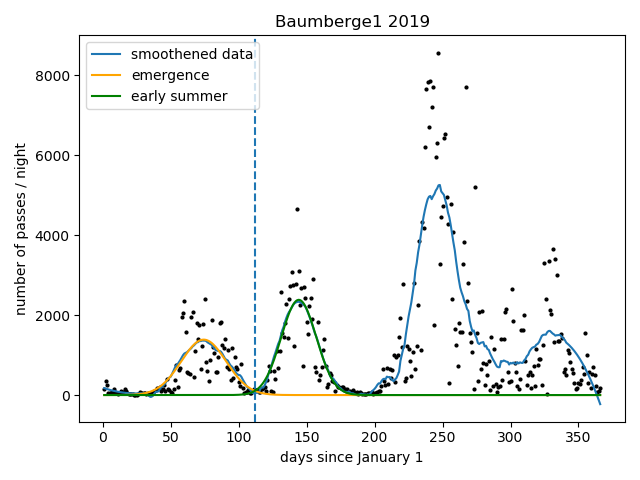 Baumberge1 2019
smoothened data
emergence
early summer
number of passes / night
8000
6000
4000
2000
0
0 50 100 150 200 250 300 350
days since January 1